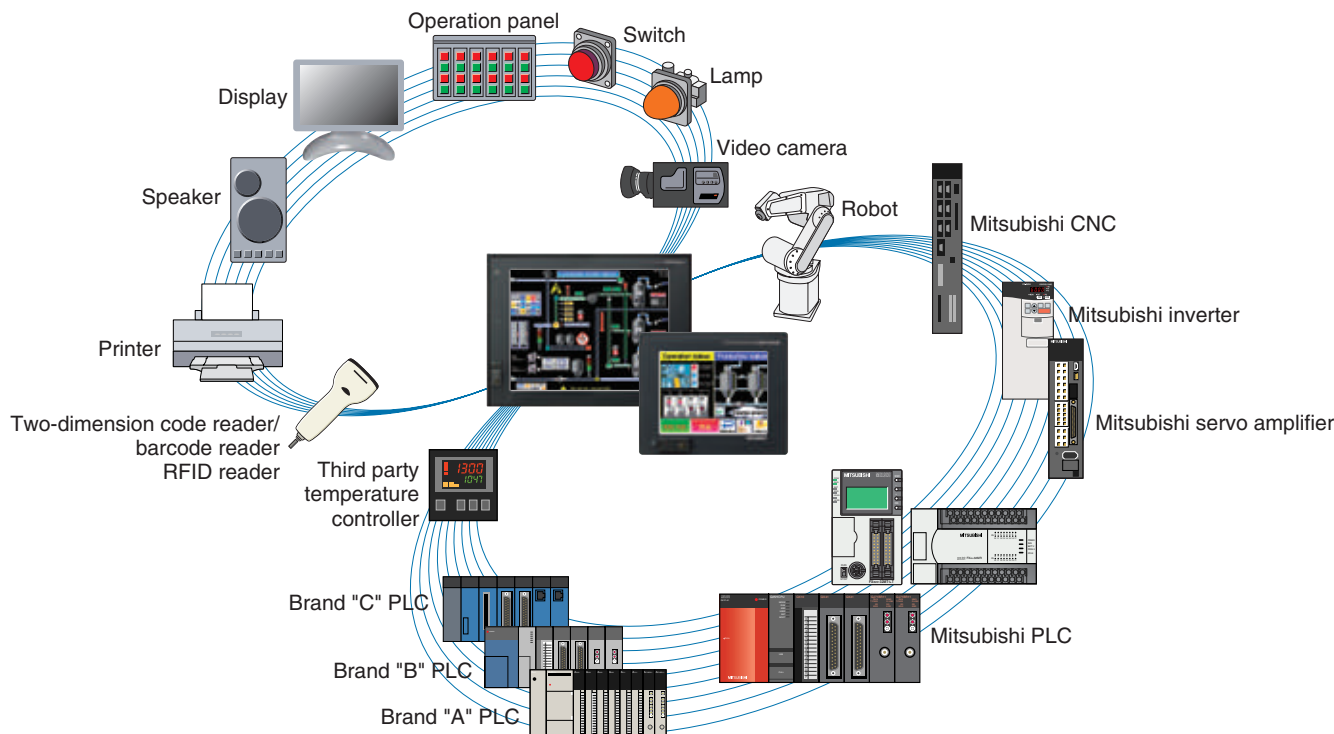 Operation panel
Switch
Lamp
Display
Video camera
Speaker
Robot
Mitsubishi CNC
Mitsubishi inverter
Printer
Mitsubishi servo amplifier
Two-dimension code reader/
barcode reader
RFID reader
Third party
temperature
controller
1300
1047
MITSUBISHI
MITSUBISHI
Brand "C" PLC
Mitsubishi PLC
Brand "B" PLC
Brand "A" PLC